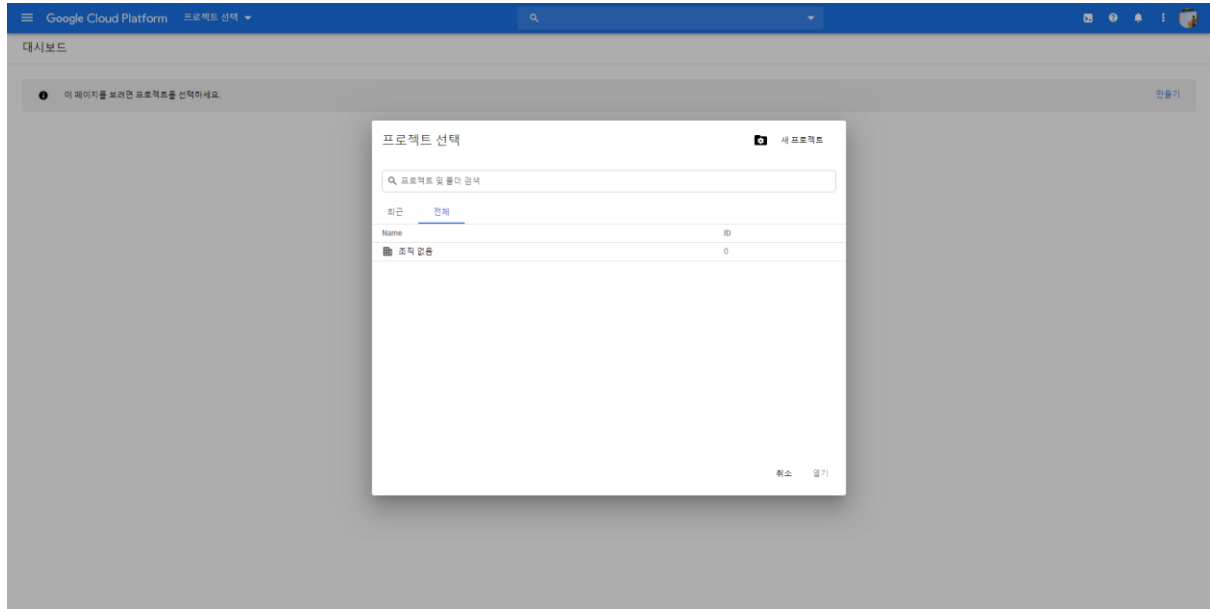 Google Cloud Platform 프로젝트 선택
대시보드
이 페이지를 보려면 프로젝트를 선택하세요. 만들기
프로젝트 선택 새 프로젝트
프로젝트 및 폴더 검색
최근 전체
Name ID
조직 없음 0
취소 열기